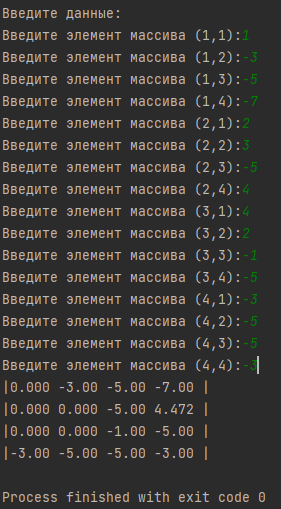 Введите данные:
Введите элемент массива (1,1):1
Введите элемент массива (1,2):-3
Введите элемент массива (1,3):-5
Введите элемент массива (1,4):-7
Введите элемент массива (2,1):2
Введите элемент массива (2,2):3
Введите элемент массива (2,3):-5
Введите элемент массива (2,4):4
Введите элемент массива (3,1):4
Введите элемент массива (3,2):2
Введите элемент массива (3,3):-1
Введите элемент массива (3,4):-5
Введите элемент массива (4,1):-3
Введите элемент массива (4,2):-5
Введите элемент массива (4,3):-5
Введите элемент массива (4,4):-3
|0.000 -3.00 -5.00 -7.00 |
|0.000 0.000 -5.00 4.472 |
|0.000 0.000 -1.00 -5.00 |
|-3.00 -5.00 -5.00 -3.00 |
Process finished with exit code 0